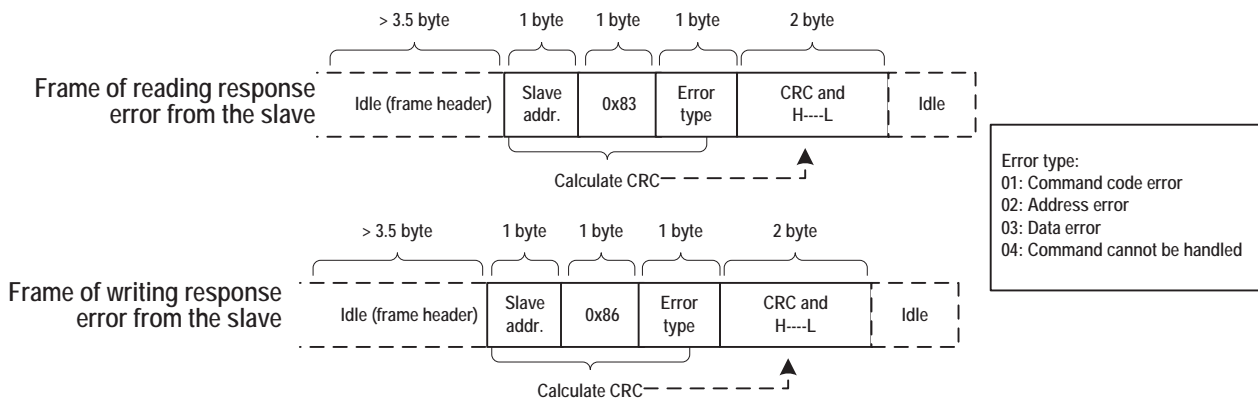 > 3.5 byte 1 byte 1 byte 1 byte 2 byte
Frame of reading response
error from the slave
Idle (frame header)
Slave
addr.
0x83
Error
type
CRC and
H----L
Idle
Calculate CRC
Error type:
01: Command code error
02: Address error
03: Data error
04: Command cannot be handled
> 3.5 byte 1 byte 1 byte 1 byte 2 byte
Frame of writing response
error from the slave
Idle (frame header)
Slave
addr.
0x86
Error
type
CRC and
H----L
Idle
Calculate CRC